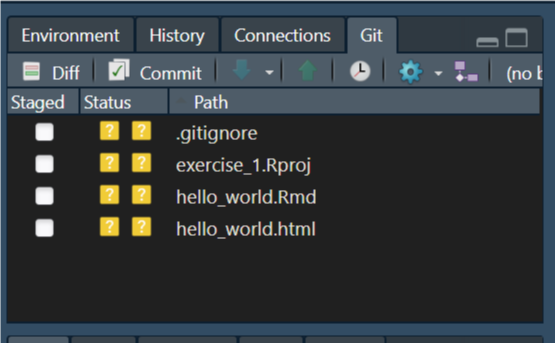 Environment History Connections Git
Diff Commit (no b
Staged Status Path
? ? .gitignore
? ? exercise_1.Rproj
? ? hello_world.Rmd
? ? hello_world.html